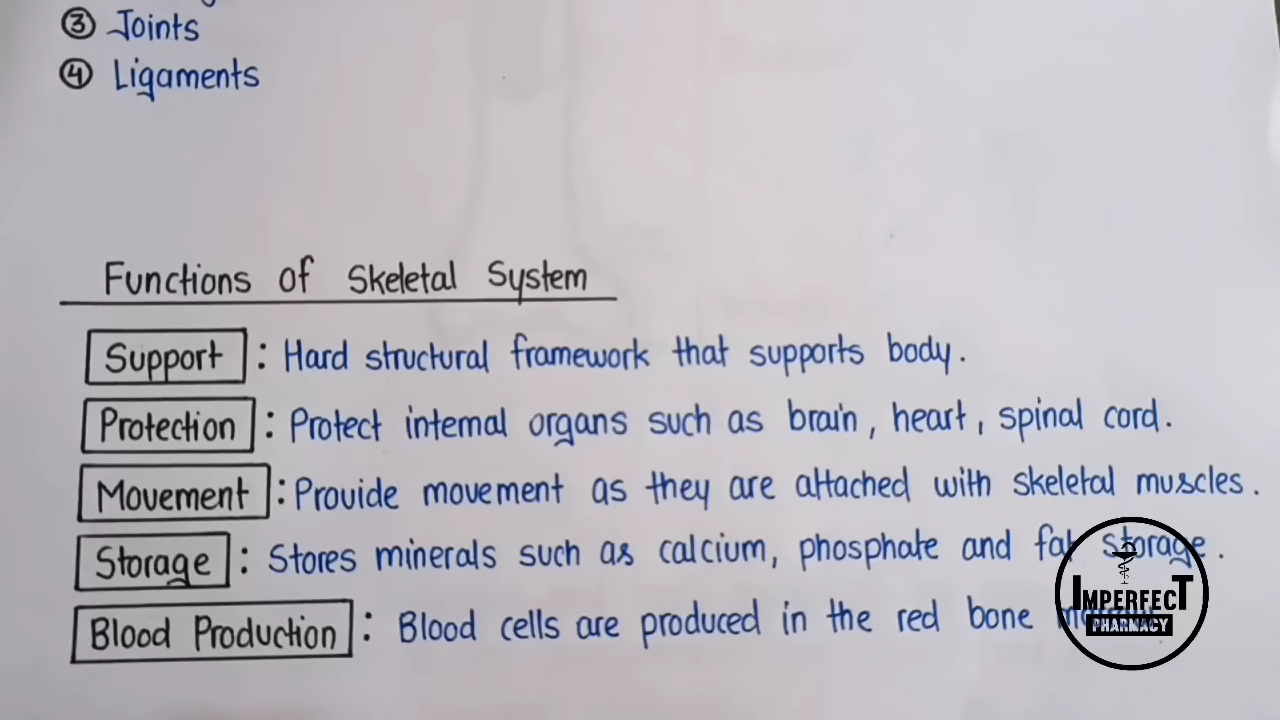 ③ Joints
④ Ligaments
Functions of Skeletal System
Support : Hard structural framework that supports body.
Protection : Protect internal organs such as brain, heart, spinal cord.
Movement : Provide movement as they are attached with skeletal muscles.
Storage : Stores minerals such as calcium, phosphate and fat storage.
Blood Production : Blood cells are produced in the red bone
IMPERFECT
PHARMACY